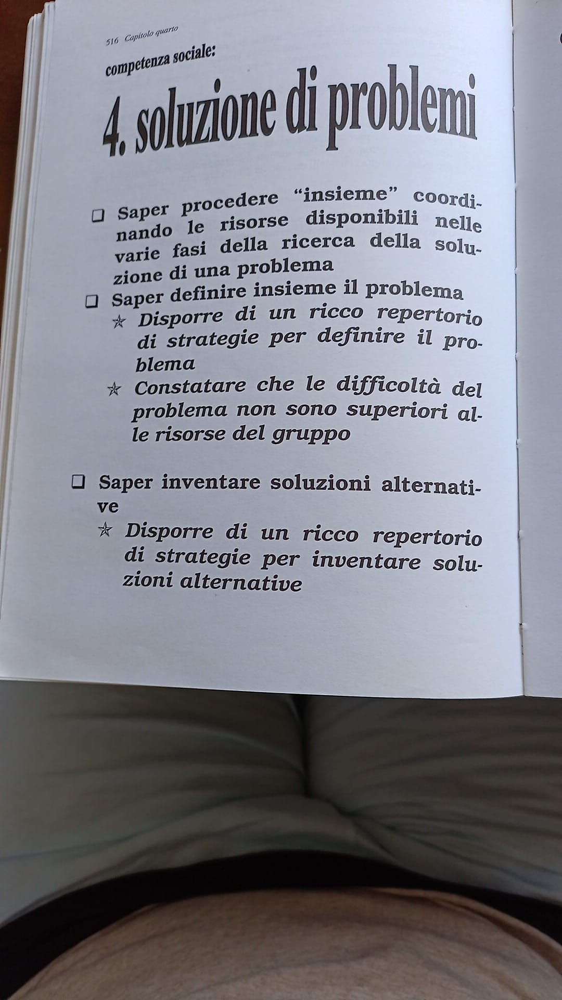 516 Capitolo quarto
competenza sociale:
4. soluzione di problemi
❏ Saper procedere “insieme” coordi-
nando le risorse disponibili nelle
varie fasi della ricerca della solu-
zione di una problema
❏ Saper definire insieme il problema
☆ Disporre di un ricco repertorio
di strategie per definire il pro-
blema
☆ Constatare che le difficoltà del
problema non sono superiori al-
le risorse del gruppo
❏ Saper inventare soluzioni alternati-
ve
☆ Disporre di un ricco repertorio
di strategie per inventare solu-
zioni alternative